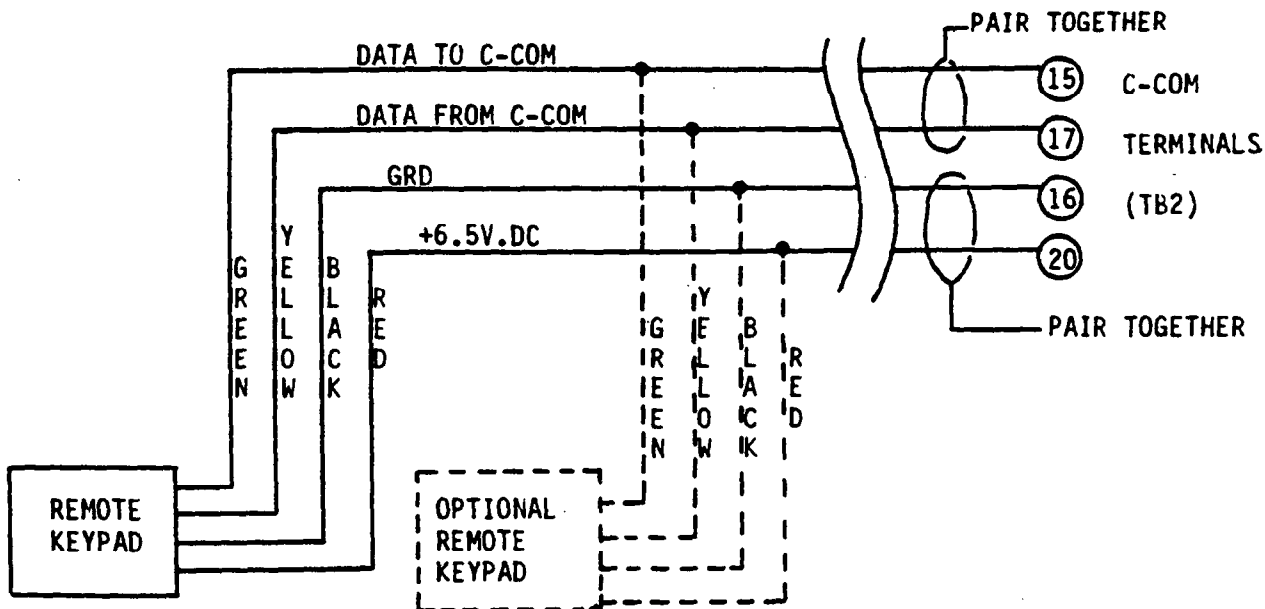 PAIR TOGETHER
DATA TO C-COM
15 C-COM
DATA FROM C-COM
17 TERMINALS
GRD
16 (TB2)
+6.5V.DC
20
GREEN
YELLOW
BLACK
RED
PAIR TOGETHER
GREEN
YELLOW
BLACK
RED
REMOTE
KEYPAD
OPTIONAL
REMOTE
KEYPAD